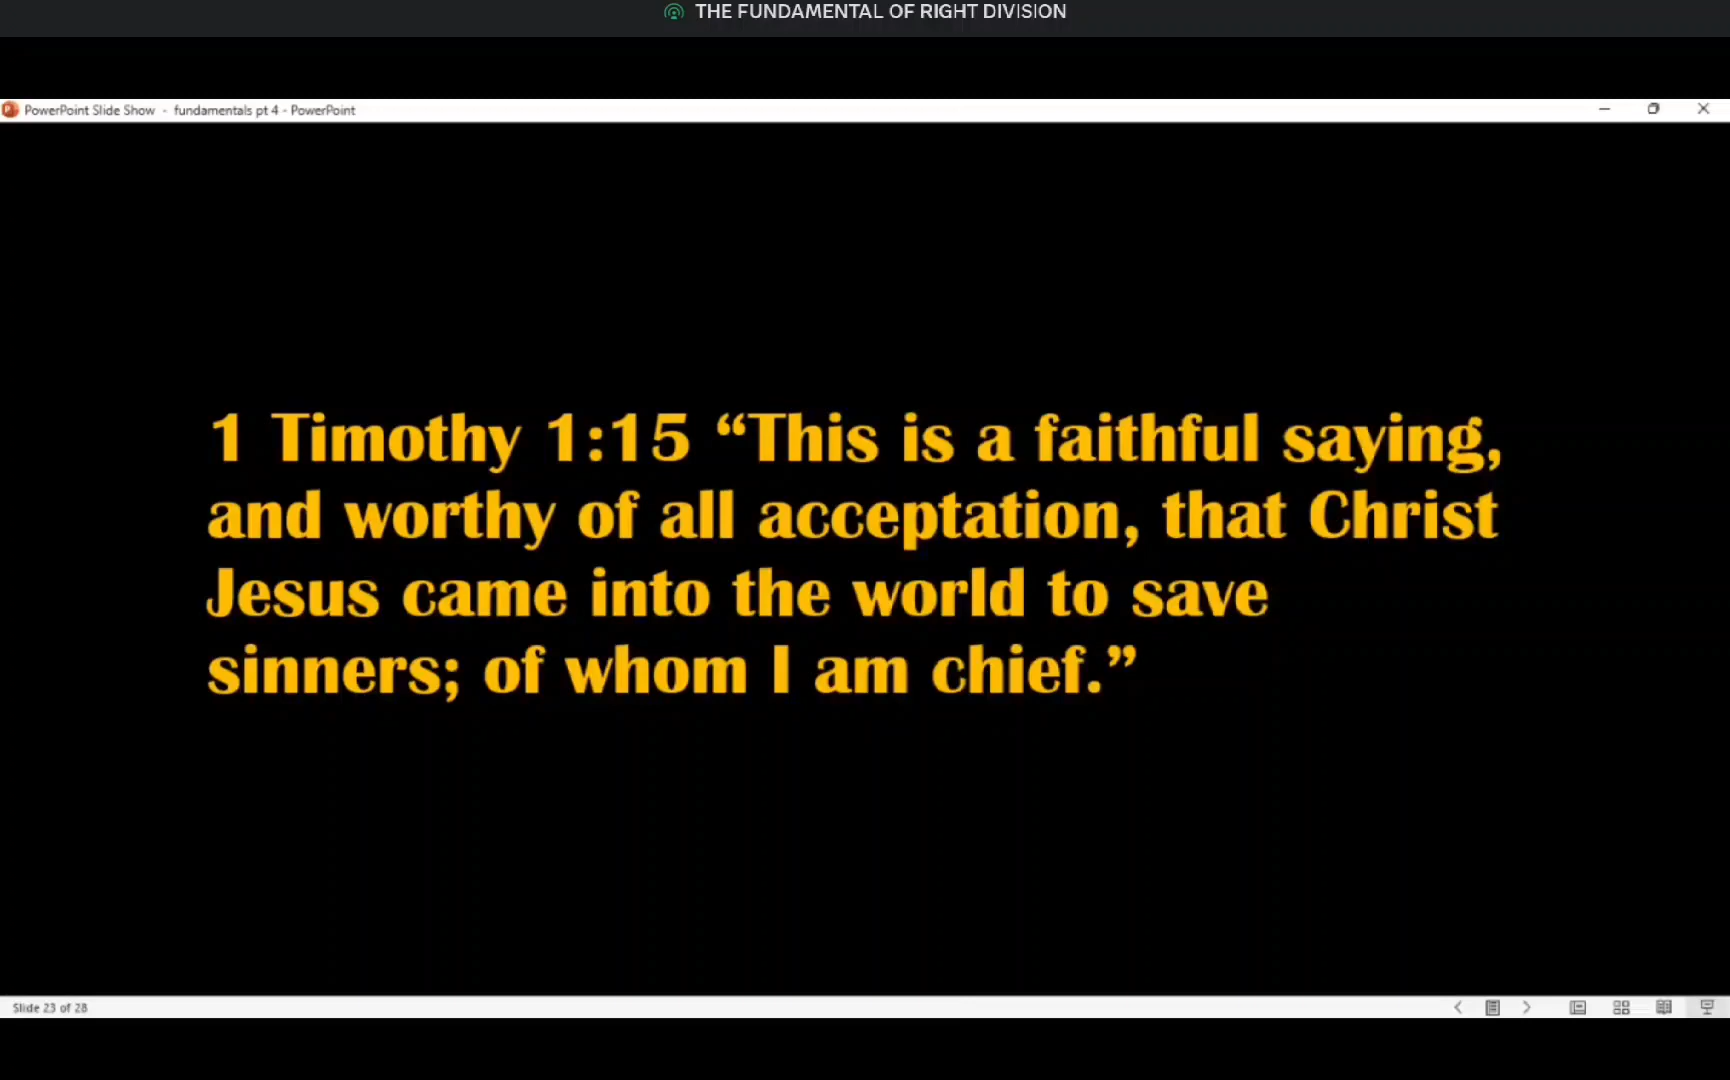 THE FUNDAMENTAL OF RIGHT DIVISION
PowerPoint Slide Show - fundamentals pt 4 - PowerPoint
1 Timothy 1:15 “This is a faithful saying,
and worthy of all acceptation, that Christ
Jesus came into the world to save
sinners; of whom I am chief.”
Slide 23 of 28